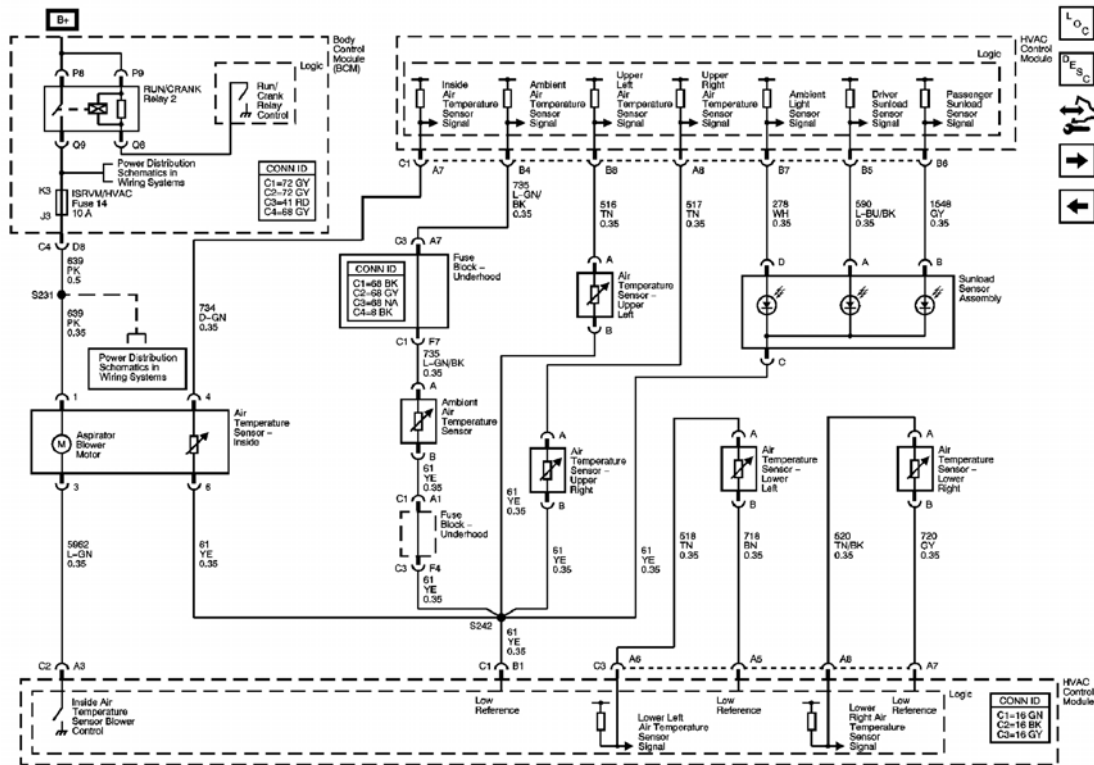 B+
Body
Control
Module
(BCM)
Logic
P8
P9
RUN/CRANK
Relay 2
Run/
Crank
Relay
Control
Q9
Q6
Power Distribution
Schematics in
Wiring Systems
CONN ID
C1=72 GY
C2=72 GY
C3=41 RD
C4=68 GY
K3
ISRVM/HVAC
Fuse 14
10 A
J3
C4
D8
639
PK
0.5
S231
639
PK
0.35
Power Distribution
Schematics in
Wiring Systems
734
D-GN
0.35
1
4
M
Aspirator
Blower
Motor
Air
Temperature
Sensor –
Inside
3
6
5962
L-GN
0.35
61
YE
0.35
HVAC
Control
Module
Logic
Inside
Air
Temperature
Sensor
Signal
Ambient
Air
Temperature
Sensor
Signal
Upper
Left
Air
Temperature
Sensor
Signal
Upper
Right
Air
Temperature
Sensor
Signal
Ambient
Light
Sensor
Signal
Driver
Sunload
Sensor
Signal
Passenger
Sunload
Sensor
Signal
C1
A7
B4
B8
A8
B7
B5
B6
735
L-GN/
BK
0.35
516
TN
0.35
517
TN
0.35
278
WH
0.35
590
L-BU/BK
0.35
1548
GY
0.35
C3
A7
Fuse
Block –
Underhood
CONN ID
C1=68 BK
C2=68 GY
C3=68 NA
C4=8 BK
C1
F7
735
L-GN/BK
0.35
A
Ambient
Air
Temperature
Sensor
B
61
YE
0.35
C1
A1
Fuse
Block –
Underhood
C3
F4
61
YE
0.35
A
Air
Temperature
Sensor –
Upper
Left
B
D
A
B
Sunload
Sensor
Assembly
C
A
Air
Temperature
Sensor –
Upper
Right
B
61
YE
0.35
61
YE
0.35
61
YE
0.35
A
Air
Temperature
Sensor –
Lower
Left
B
A
Air
Temperature
Sensor –
Lower
Right
B
518
TN
0.35
718
BN
0.35
520
TN/BK
0.35
720
GY
0.35
S242
61
YE
0.35
C2
A3
C1
B1
C3
A6
A5
A8
A7
HVAC
Control
Module
Logic
Inside Air
Temperature
Sensor Blower
Control
Low
Reference
Lower Left
Air Temperature
Sensor
Signal
Low
Reference
Lower
Right Air
Temperature
Sensor
Signal
Low
Reference
CONN ID
C1=16 GN
C2=16 BK
C3=16 GY
LOC
DESC